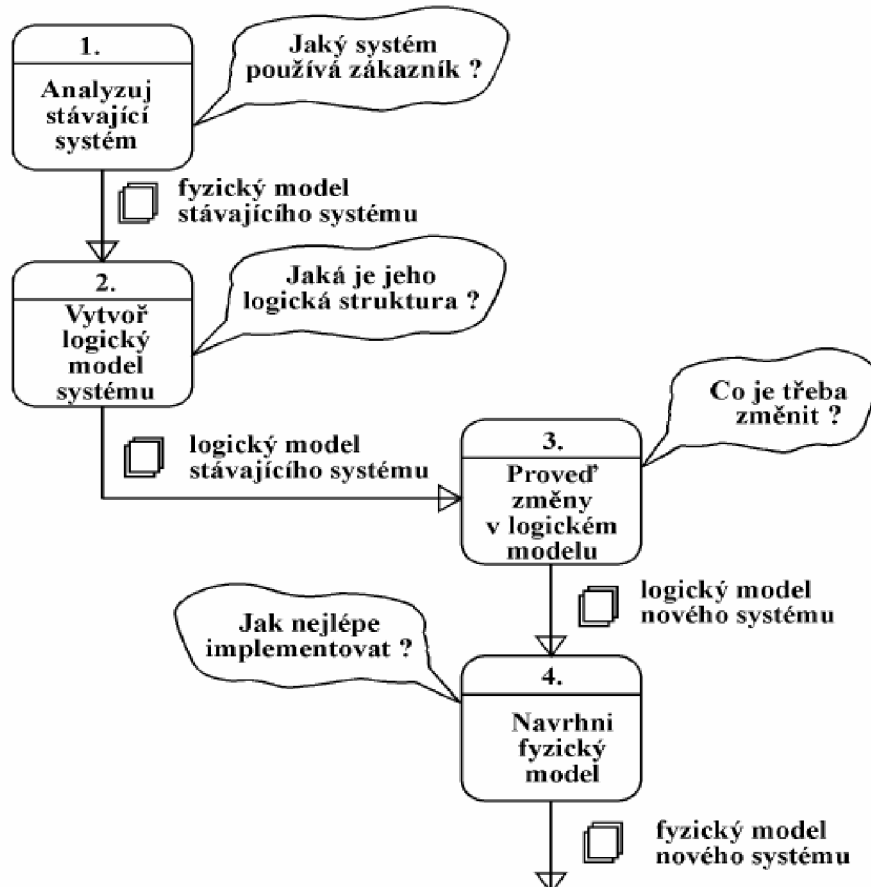 1.
Analyzuj
stávající
systém
Jaký systém
používá zákazník ?
fyzický model
stávajícího systému
2.
Vytvoř
logický
model
systému
Jaká je jeho
logická struktura ?
logický model
stávajícího systému
3.
Proveď
změny
v logickém
modelu
Co je třeba
změnit ?
logický model
nového systému
Jak nejlépe
implementovat ?
4.
Navrhni
fyzický
model
fyzický model
nového systému